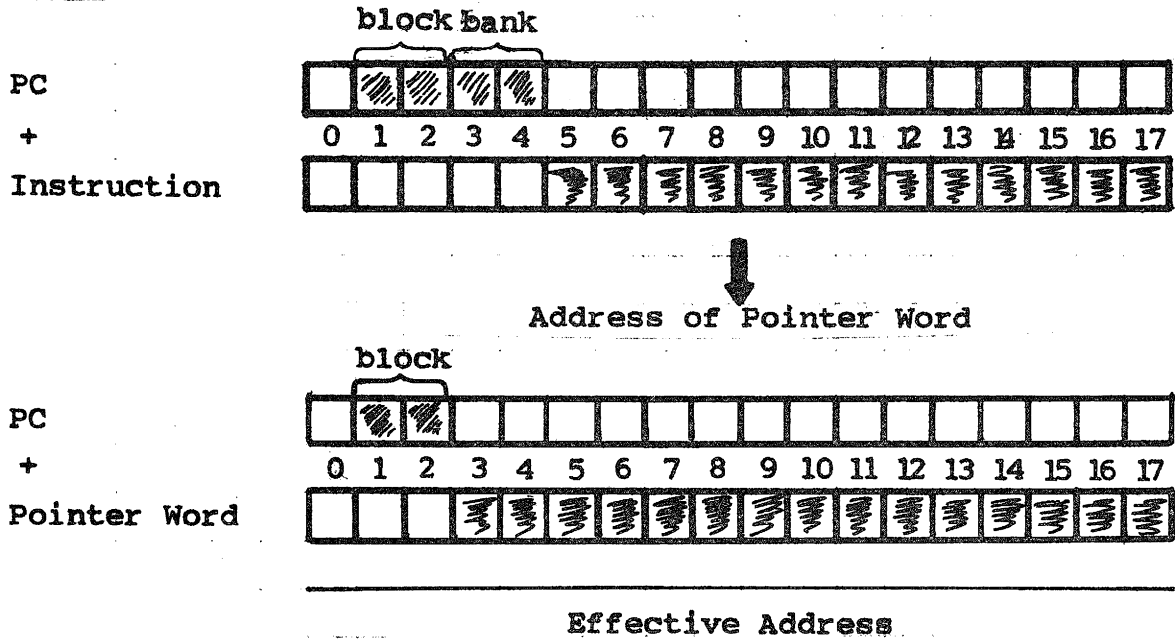 block bank
PC
+ 0 1 2 3 4 5 6 7 8 9 10 11 12 13 14 15 16 17
Instruction
Address of Pointer Word
block
PC
+ 0 1 2 3 4 5 6 7 8 9 10 11 12 13 14 15 16 17
Pointer Word
Effective Address